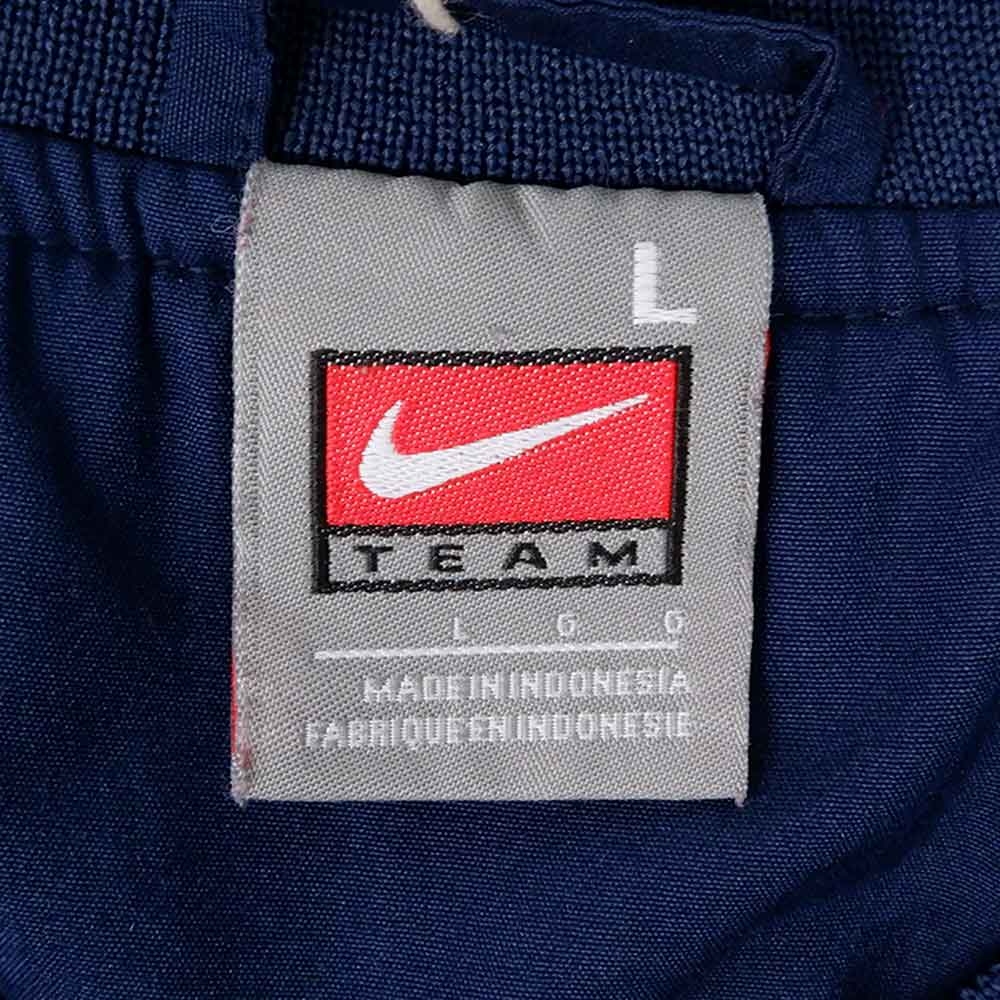 L
TEAM
L G G
MADE IN INDONESIA
FABRIQUE EN INDONESIE